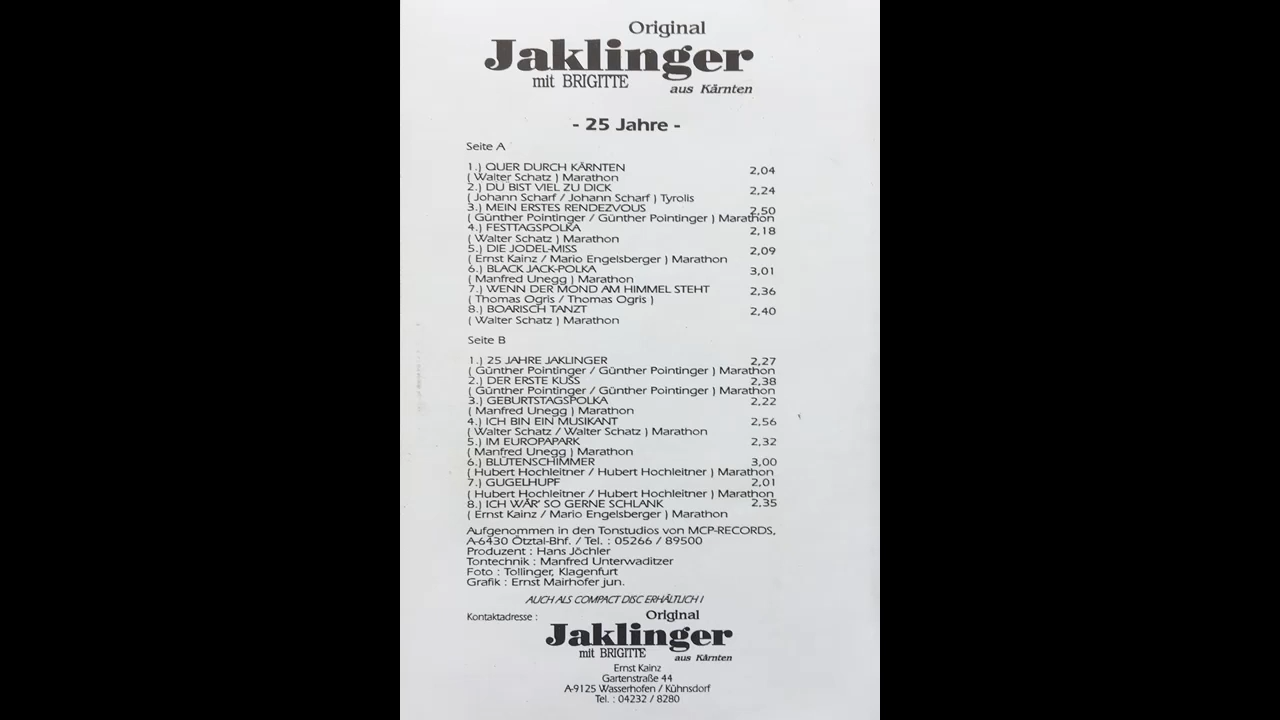 Original
Jaklinger
mit BRIGITTE
aus Kärnten
- 25 Jahre -
Seite A
1.) QUER DURCH KÄRNTEN 2,04
( Walter Schatz ) Marathon
2.) DU BIST VIEL ZU DICK 2,24
( Johann Scharf / Johann Scharf ) Tyrolis
3.) MEIN ERSTES RENDEZVOUS 2,50
( Günther Pointinger / Günther Pointinger ) Marathon
4.) FESTTAGSPOLKA 2,18
( Walter Schatz ) Marathon
5.) DIE JODEL-MISS 2,09
( Ernst Kainz / Mario Engelsberger ) Marathon
6.) BLACK JACK-POLKA 3,01
( Manfred Unegg ) Marathon
7.) WENN DER MOND AM HIMMEL STEHT 2,36
( Thomas Ogris / Thomas Ogris )
8.) BOARISCH TANZT 2,40
( Walter Schatz ) Marathon
Seite B
1.) 25 JAHRE JAKLINGER 2,27
( Günther Pointinger / Günther Pointinger ) Marathon
2.) DER ERSTE KUSS 2,38
( Günther Pointinger / Günther Pointinger ) Marathon
3.) GEBURTSTAGSPOLKA 2,22
( Manfred Unegg ) Marathon
4.) ICH BIN EIN MUSIKANT 2,56
( Walter Schatz / Walter Schatz ) Marathon
5.) IM EUROPAPARK 2,32
( Manfred Unegg ) Marathon
6.) BLÜTENSCHIMMER 3,00
( Hubert Hochleitner / Hubert Hochleitner ) Marathon
7.) GUGELHUPF 2,01
( Hubert Hochleitner / Hubert Hochleitner ) Marathon
8.) ICH WÄR' SO GERNE SCHLANK 2,35
( Ernst Kainz / Mario Engelsberger ) Marathon
Aufgenommen in den Tonstudios von MCP-RECORDS,
A-6430 Ötztal-Bhf. / Tel. : 05266 / 89500
Produzent : Hans Jöchler
Tontechnik : Manfred Unterwaditzer
Foto : Tollinger, Klagenfurt
Grafik : Ernst Mairhofer jun.
AUCH ALS COMPACT DISC ERHÄLTLICH !
Kontaktadresse :
Original
Jaklinger
mit BRIGITTE
aus Kärnten
Ernst Kainz
Gartenstraße 44
A-9125 Wasserhofen / Kühnsdorf
Tel. : 04232 / 8280